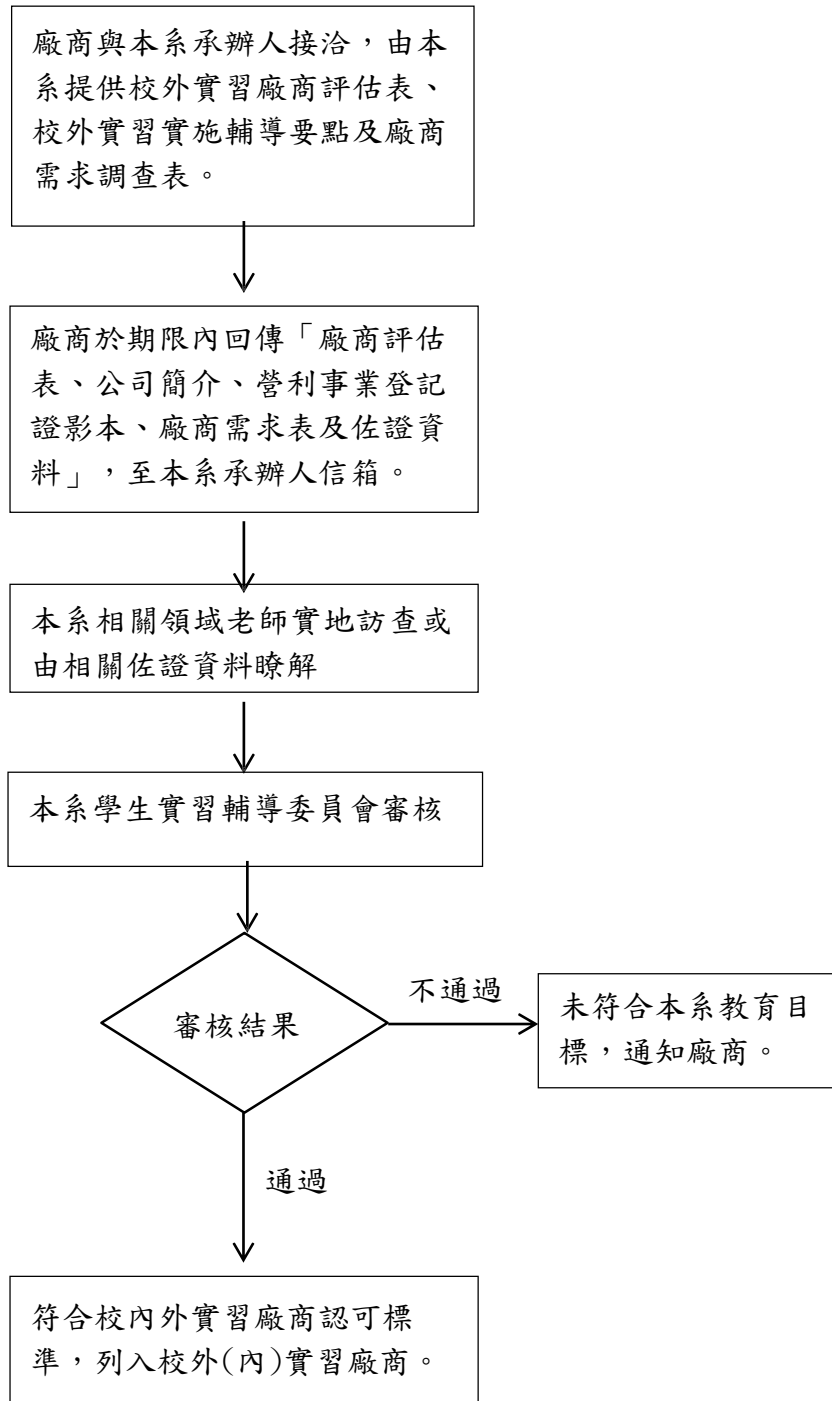 廠商與本系承辦人接洽，由本
系提供校外實習廠商評估表、
校外實習實施輔導要點及廠商
需求調查表。
廠商於期限內回傳「廠商評估
表、公司簡介、營利事業登記
證影本、廠商需求表及佐證資
料」，至本系承辦人信箱。
本系相關領域老師實地訪查或
由相關佐證資料瞭解
本系學生實習輔導委員會審核
審核結果
不通過
未符合本系教育目
標，通知廠商。
通過
符合校內外實習廠商認可標
準，列入校外(內)實習廠商。